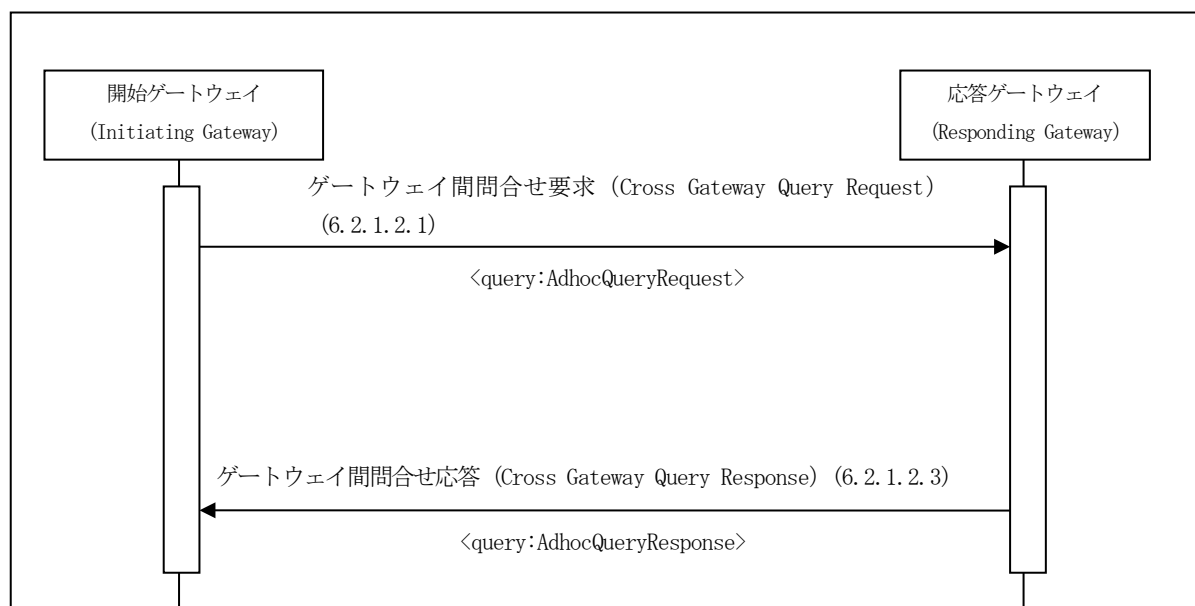 開始ゲートウェイ
(Initiating Gateway)
応答ゲートウェイ
(Responding Gateway)
ゲートウェイ間問合せ要求 (Cross Gateway Query Request)
(6.2.1.2.1)
<query:AdhocQueryRequest>
ゲートウェイ間問合せ応答 (Cross Gateway Query Response) (6.2.1.2.3)
<query:AdhocQueryResponse>